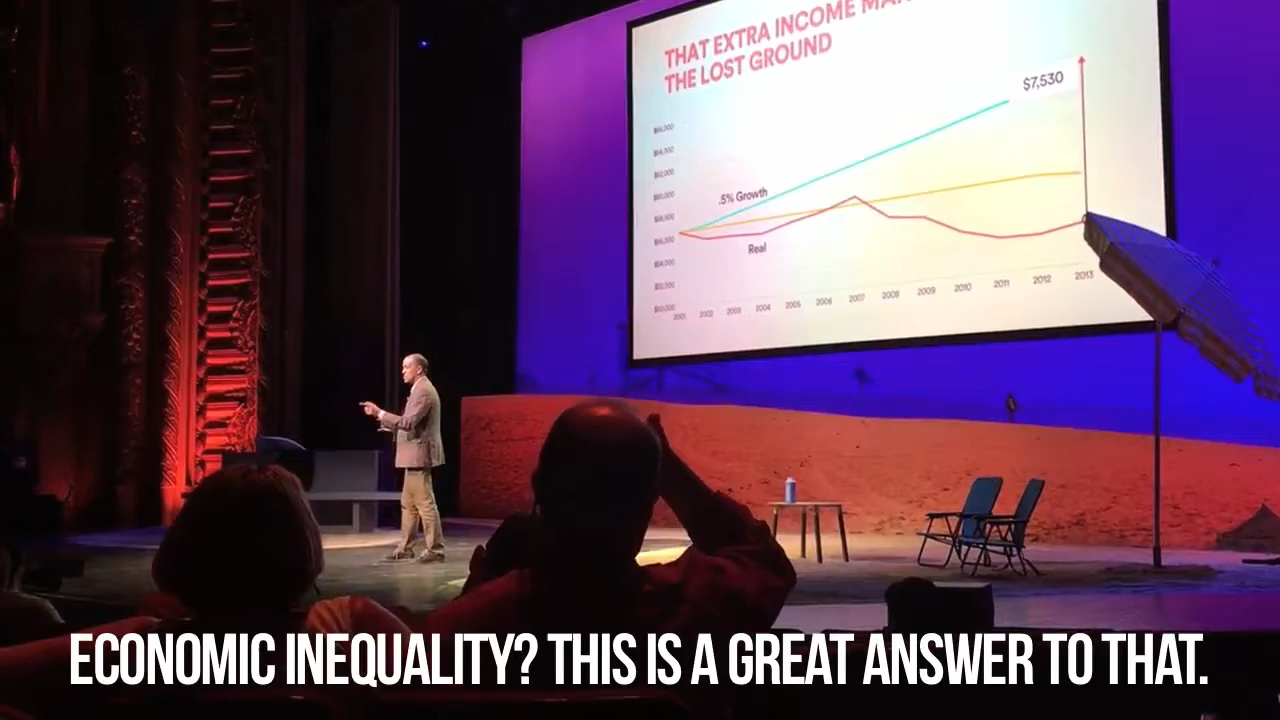 THAT EXTRA INCOME
THE LOST GROUND
$7,530
.5% Growth
Real
2001 2002 2003 2004 2005 2006 2007 2008 2009 2010 2011 2012 2013
ECONOMIC INEQUALITY? THIS IS A GREAT ANSWER TO THAT.